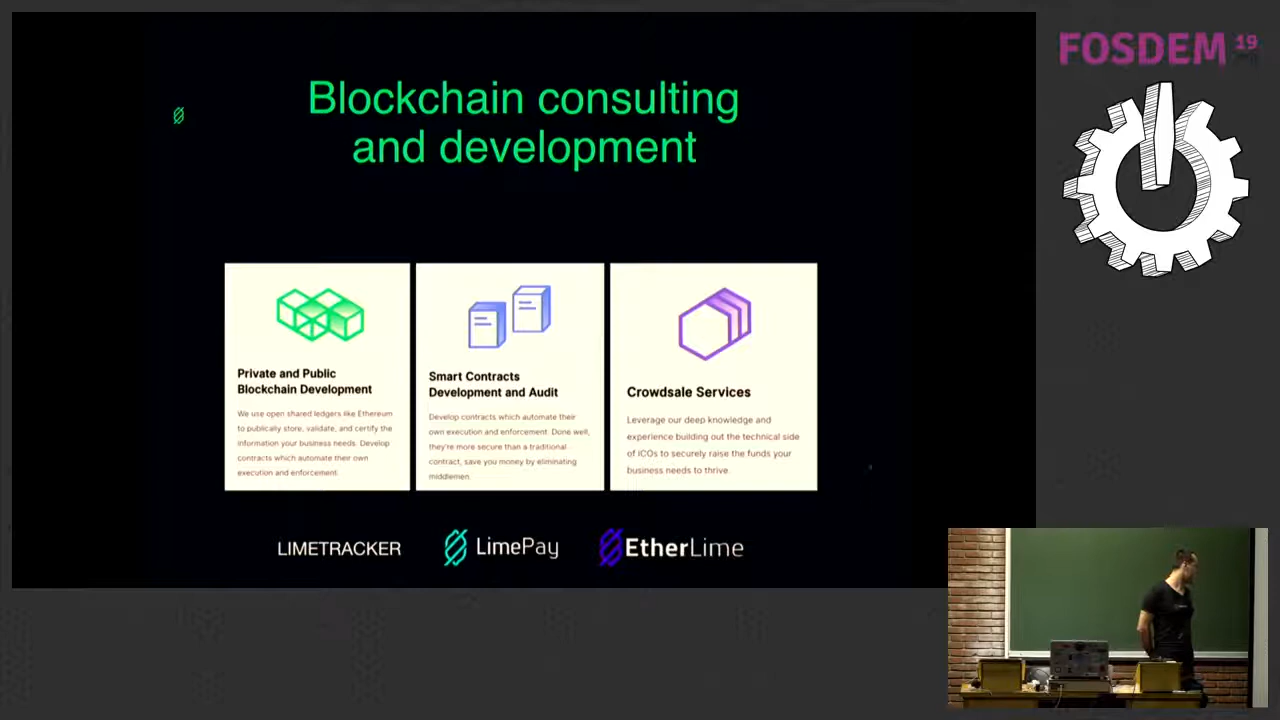 FOSDEM 19
Blockchain consulting
and development
Private and Public
Blockchain Development
We use open shared ledgers like Ethereum
to publically store, validate, and certify the
information your business needs. Develop
contracts which automate their own
execution and enforcement.
Smart Contracts
Development and Audit
Develop contracts which automate their
own execution and enforcement. Done well,
they're more secure than a traditional
contract, save you money by eliminating
middlemen.
Crowdsale Services
Leverage our deep knowledge and
experience building out the technical side
of ICOs to securely raise the funds your
business needs to thrive.
LIMETRACKER
LimePay
EtherLime